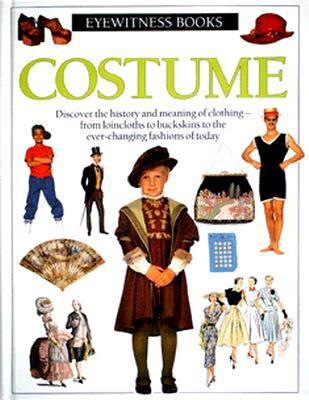 EYEWITNESS BOOKS
COSTUME
Discover the history and meaning of clothing –
from loincloths to buckskins to the
ever-changing fashions of today